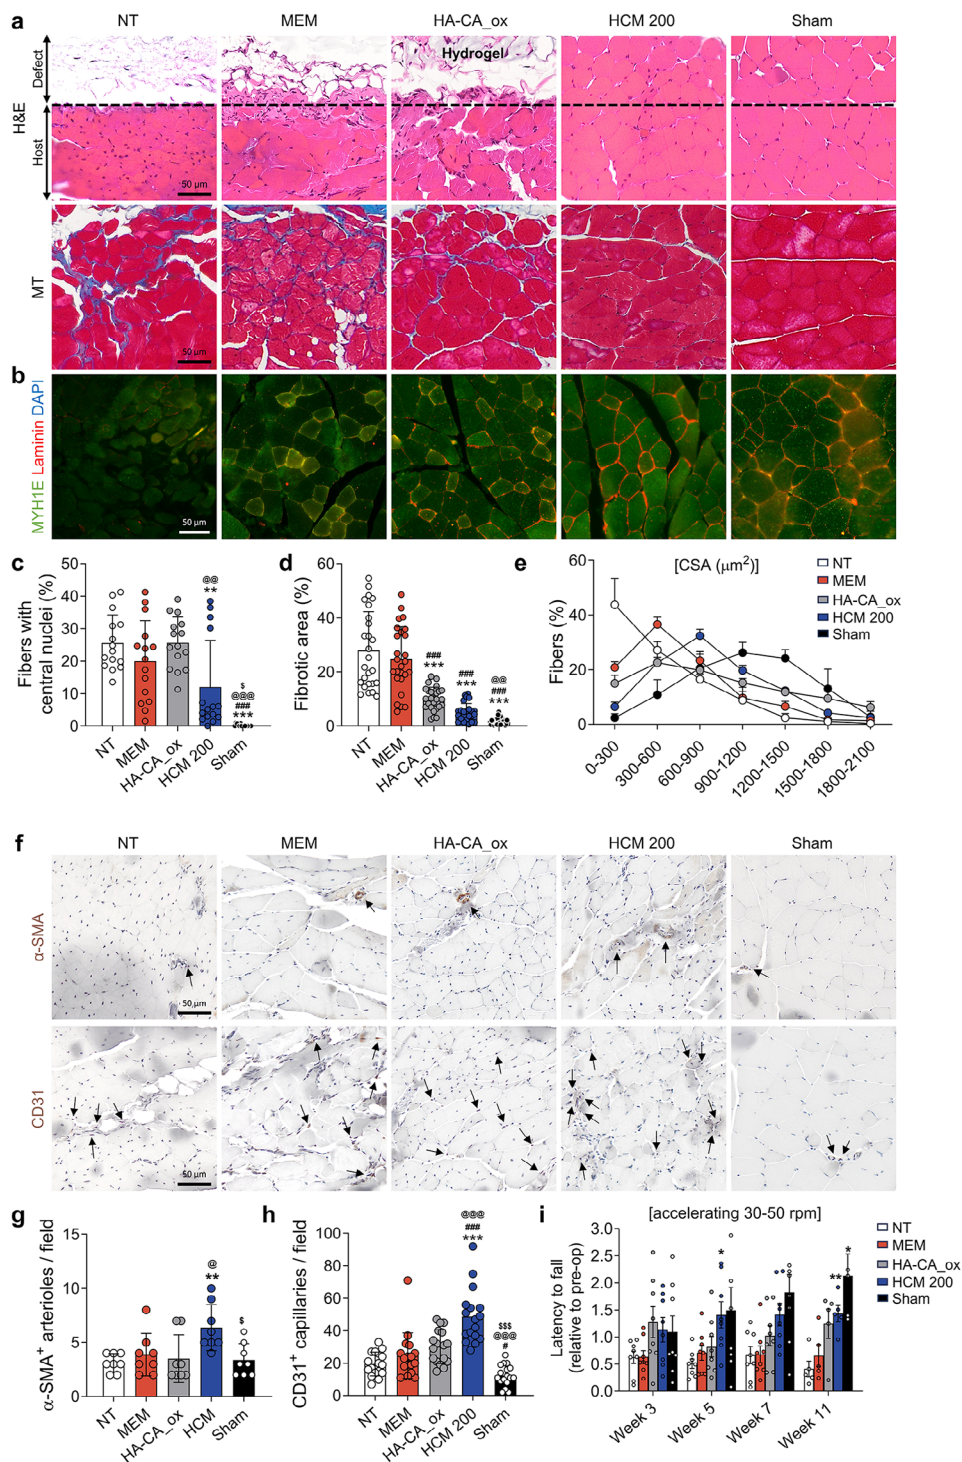 a
NT MEM HA-CA_ox HCM 200 Sham
H&E
Defect
Host
Hydrogel
50 μm
MT
50 μm
b
MYH1E Laminin DAPI
50 μm
c
Fibers with
central nuclei (%)
50
40
30
20
10
0
@@
**
$
@@@
###
***
NT MEM HA-CA_ox HCM 200 Sham
d
Fibrotic area (%)
60
40
20
0
###
***
###
***
@@
###
***
NT MEM HA-CA_ox HCM 200 Sham
e
[CSA (μm²)]
Fibers (%)
60
40
20
0
NT
MEM
HA-CA_ox
HCM 200
Sham
0-300 300-600 600-900 900-1200 1200-1500 1500-1800 1800-2100
f
NT MEM HA-CA_ox HCM 200 Sham
α-SMA
50 μm
CD31
50 μm
g
α-SMA⁺ arterioles / field
15
10
5
0
@
**
$
NT MEM HA-CA_ox HCM Sham
h
CD31⁺ capillaries / field
100
80
60
40
20
0
@@@
###
***
$$$
@@@
#
NT MEM HA-CA_ox HCM 200 Sham
i
[accelerating 30-50 rpm]
Latency to fall
(relative to pre-op)
3.0
2.5
2.0
1.5
1.0
0.5
0.0
*
**
*
NT
MEM
HA-CA_ox
HCM 200
Sham
Week 3 Week 5 Week 7 Week 11